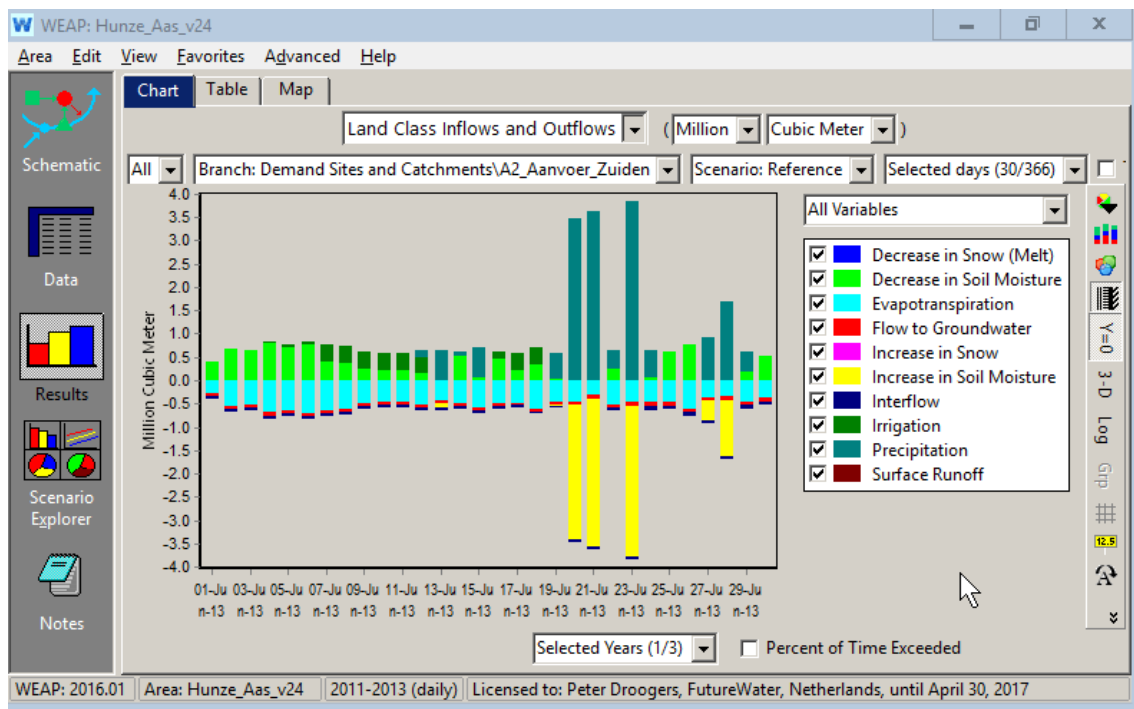 WEAP: Hunze_Aas_v24
Area Edit View Favorites Advanced Help
Chart Table Map
Land Class Inflows and Outflows ( Million Cubic Meter )
All Branch: Demand Sites and Catchments\A2_Aanvoer_Zuiden Scenario: Reference Selected days (30/366)
Schematic
Data
Results
Scenario
Explorer
Notes
Million Cubic Meter
4.0
3.5
3.0
2.5
2.0
1.5
1.0
0.5
0.0
-0.5
-1.0
-1.5
-2.0
-2.5
-3.0
-3.5
-4.0
01-Ju 03-Ju 05-Ju 07-Ju 09-Ju 11-Ju 13-Ju 15-Ju 17-Ju 19-Ju 21-Ju 23-Ju 25-Ju 27-Ju 29-Ju
n-13 n-13 n-13 n-13 n-13 n-13 n-13 n-13 n-13 n-13 n-13 n-13 n-13 n-13 n-13
All Variables
Decrease in Snow (Melt)
Decrease in Soil Moisture
Evapotranspiration
Flow to Groundwater
Increase in Snow
Increase in Soil Moisture
Interflow
Irrigation
Precipitation
Surface Runoff
Y=0
3-D
Log
Grp
12.5
A
Selected Years (1/3) Percent of Time Exceeded
WEAP: 2016.01 Area: Hunze_Aas_v24 2011-2013 (daily) Licensed to: Peter Droogers, FutureWater, Netherlands, until April 30, 2017